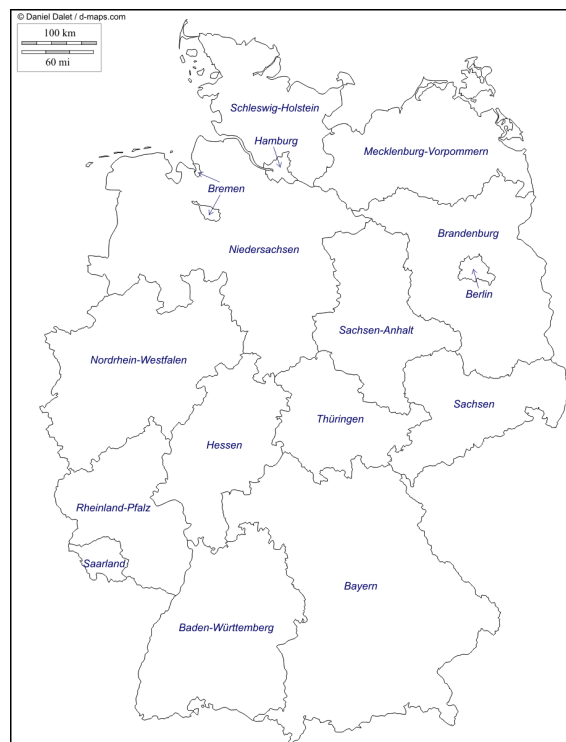 © Daniel Dalet / d-maps.com
100 km
60 mi
Schleswig-Holstein
Hamburg
Mecklenburg-Vorpommern
Bremen
Brandenburg
Niedersachsen
Berlin
Sachsen-Anhalt
Nordrhein-Westfalen
Sachsen
Thüringen
Hessen
Rheinland-Pfalz
Saarland
Bayern
Baden-Württemberg